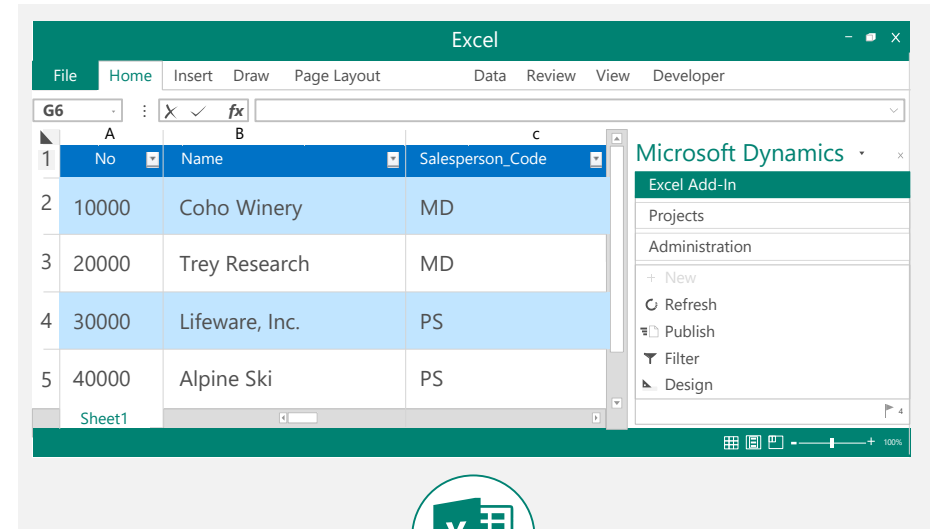 Excel
File Home Insert Draw Page Layout Data Review View Developer
G6 fx
A B c
1 No Name Salesperson_Code
2 10000 Coho Winery MD
3 20000 Trey Research MD
4 30000 Lifeware, Inc. PS
5 40000 Alpine Ski PS
Sheet1
Microsoft Dynamics
Excel Add-In
Projects
Administration
+ New
Refresh
Publish
Filter
Design
4
100%
X